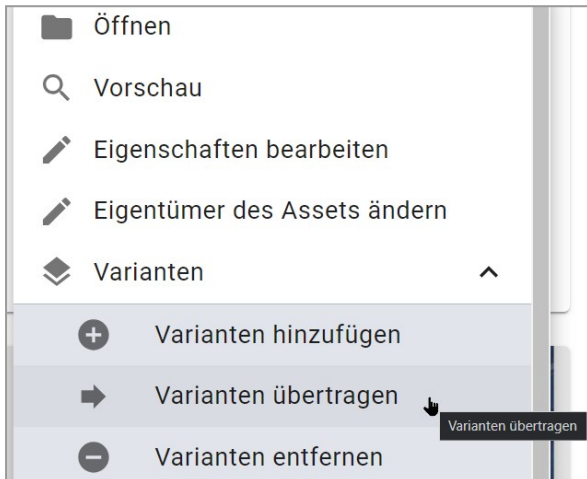 Öffnen
Vorschau
Eigenschaften bearbeiten
Eigentümer des Assets ändern
Varianten
Varianten hinzufügen
Varianten übertragen
Varianten übertragen
Varianten entfernen